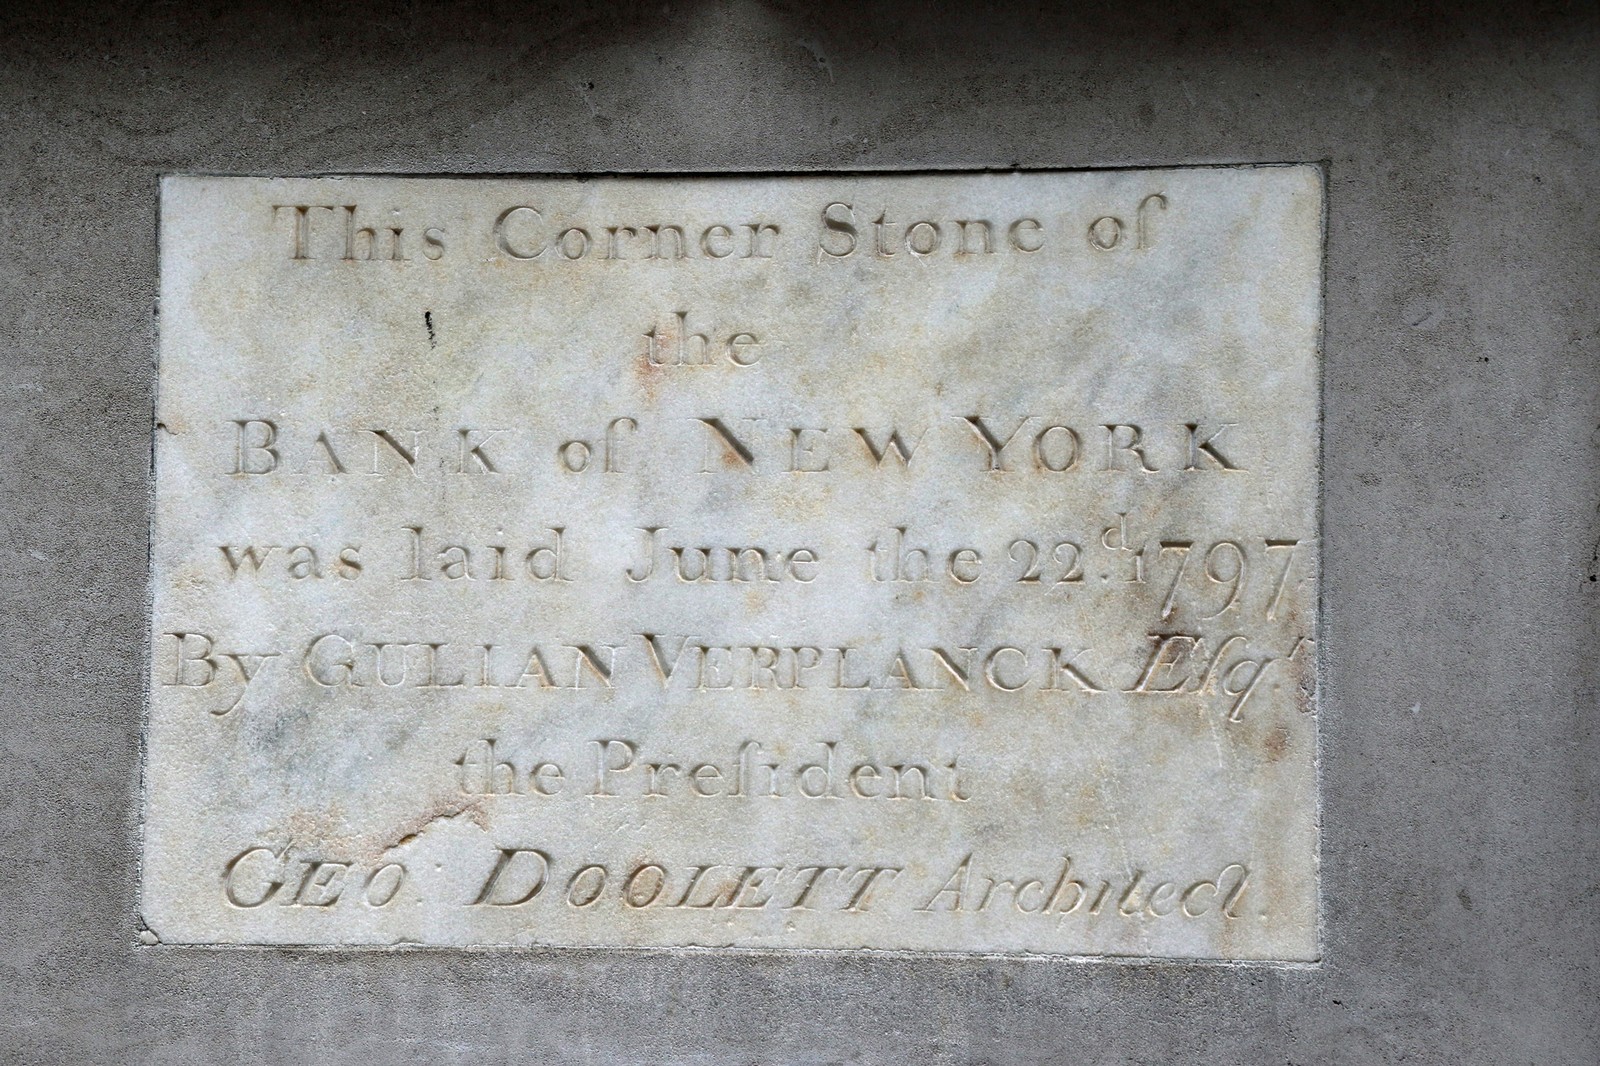 This Corner Stone of
the
BANK of NEW YORK
was laid June the 22.d 1797.
By GULIAN VERPLANCK Eſqr.
the Preſident
GEO: DOOLETT Architect.